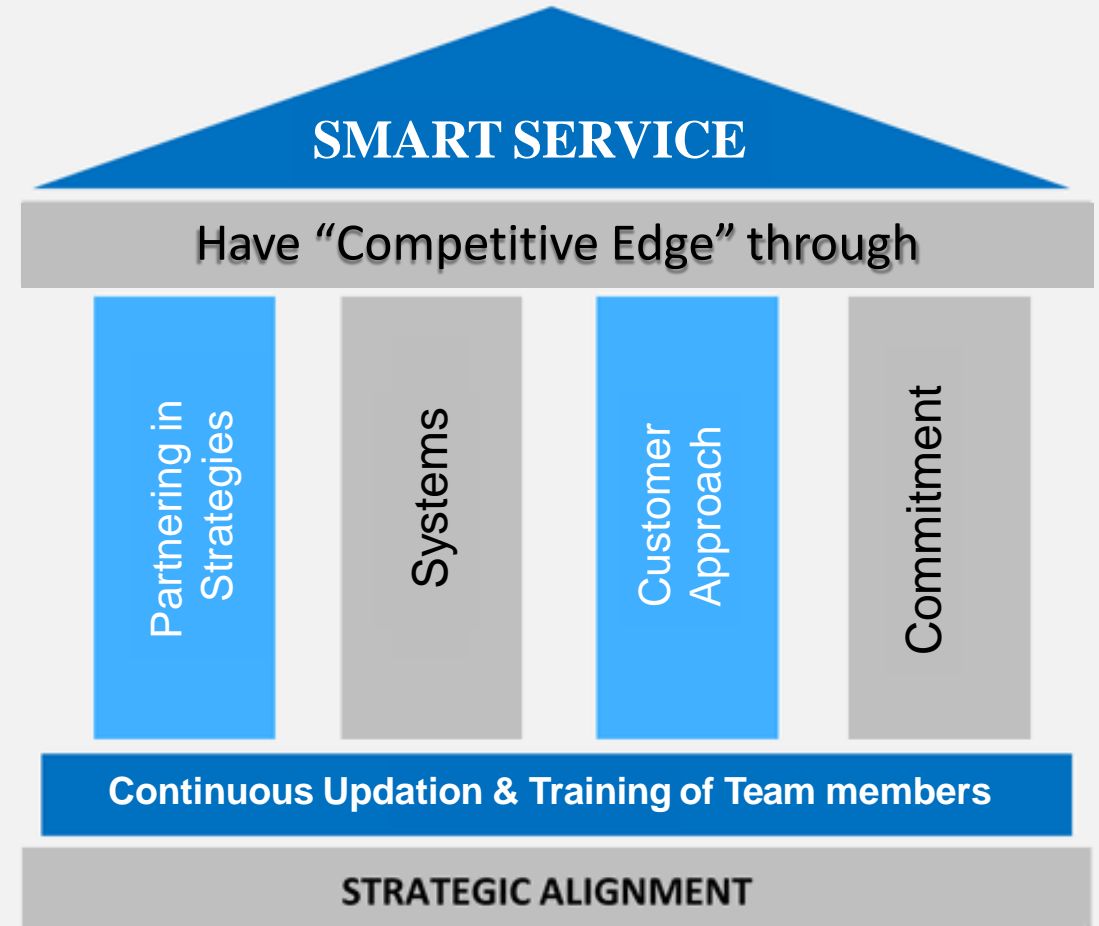 SMART SERVICE
Have “Competitive Edge” through
Partnering in
Strategies
Systems
Customer
Approach
Commitment
Continuous Updation & Training of Team members
STRATEGIC ALIGNMENT